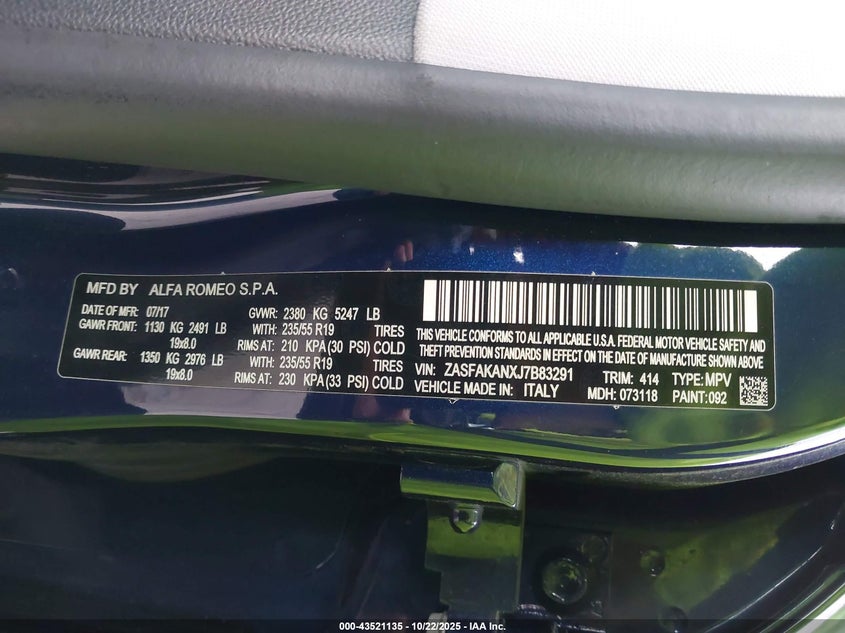 MFD BY ALFA ROMEO S.P.A.
DATE OF MFR: 07/17 GVWR: 2380 KG 5247 LB
GAWR FRONT: 1130 KG 2491 LB WITH: 235/55 R19 TIRES
19x8.0 RIMS AT: 210 KPA (30 PSI) COLD
GAWR REAR: 1350 KG 2976 LB WITH: 235/55 R19 TIRES
19x8.0 RIMS AT: 230 KPA (33 PSI) COLD
THIS VEHICLE CONFORMS TO ALL APPLICABLE U.S.A. FEDERAL MOTOR VEHICLE SAFETY AND
THEFT PREVENTION STANDARDS IN EFFECT ON THE DATE OF MANUFACTURE SHOWN ABOVE
VIN: ZASFAKANXJ7B83291 TRIM: 414 TYPE: MPV
VEHICLE MADE IN: ITALY MDH: 073118 PAINT: 092
000-43521135 - 10/22/2025 - IAA Inc.